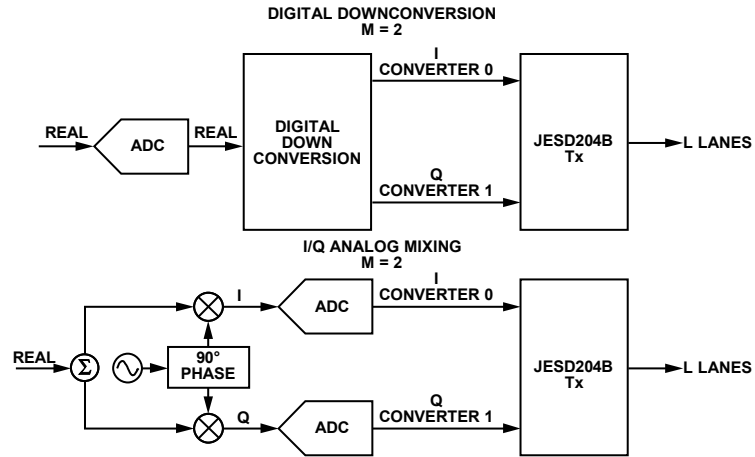 DIGITAL DOWNCONVERSION
M = 2
I
CONVERTER 0
REAL
ADC
REAL
DIGITAL
DOWN
CONVERSION
JESD204B
Tx
L LANES
Q
CONVERTER 1
I/Q ANALOG MIXING
M = 2
I
ADC
I
CONVERTER 0
REAL
Σ
90°
PHASE
JESD204B
Tx
L LANES
Q
ADC
Q
CONVERTER 1